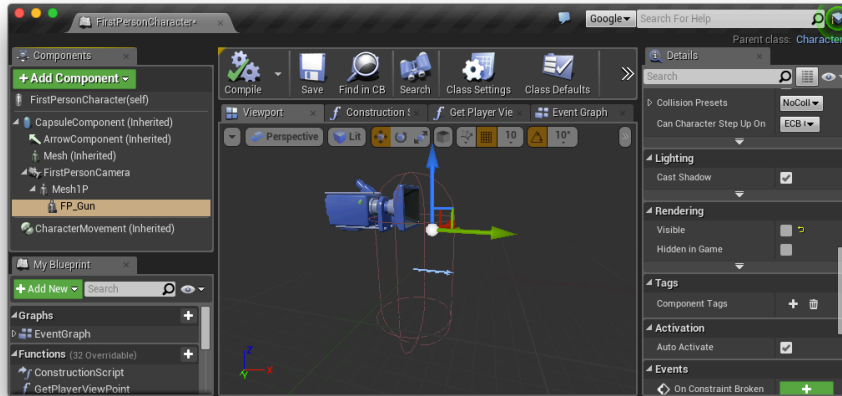 FirstPersonCharacter*
Google
Search For Help
Parent class: Character
Components
+Add Component
FirstPersonCharacter(self)
CapsuleComponent (Inherited)
ArrowComponent (Inherited)
Mesh (Inherited)
FirstPersonCamera
Mesh1P
FP_Gun
CharacterMovement (Inherited)
My Blueprint
+Add New
Search
Graphs
EventGraph
Functions (32 Overridable)
ConstructionScript
GetPlayerViewPoint
Compile
Save
Find in CB
Search
Class Settings
Class Defaults
Viewport
Construction S
Get Player Vie
Event Graph
Perspective
Lit
10
10°
Z
X
Details
Search
Collision Presets
NoColl
Can Character Step Up On
ECB
Lighting
Cast Shadow
Rendering
Visible
Hidden in Game
Tags
Component Tags
Activation
Auto Activate
Events
On Constraint Broken